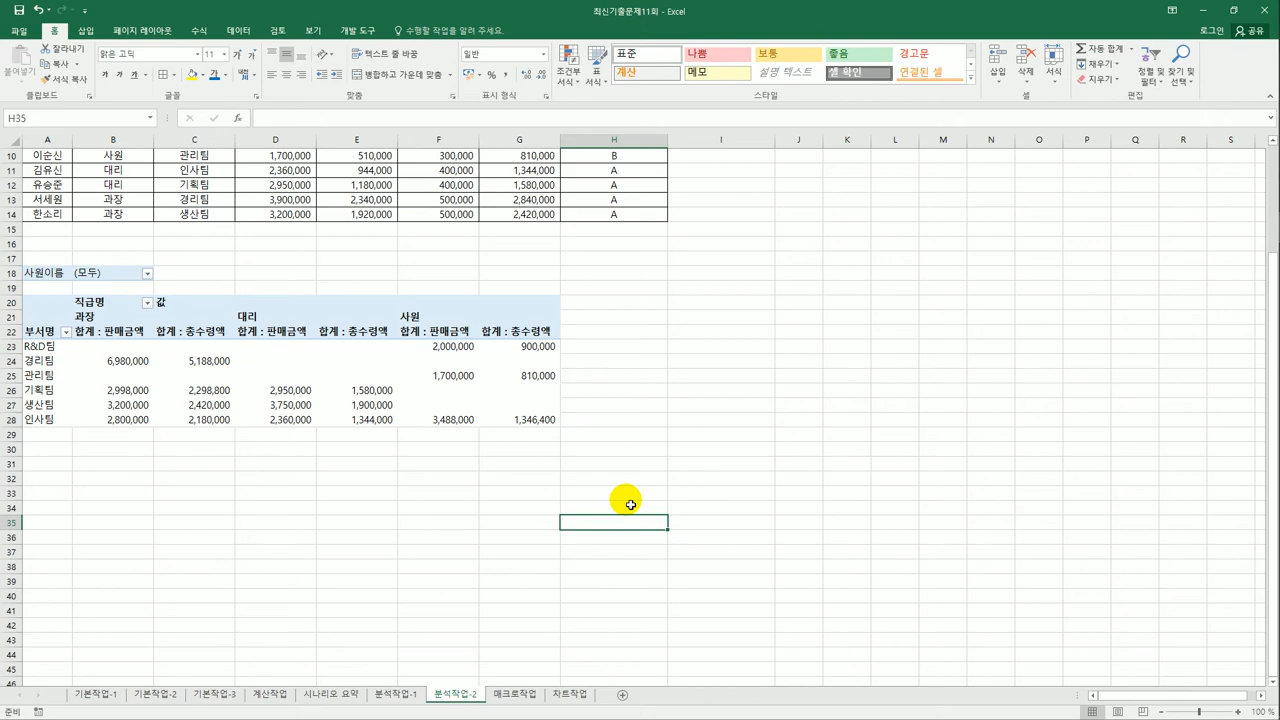 최신기출문제11회 - Excel
파일 홈 삽입 페이지 레이아웃 수식 데이터 검토 보기 개발 도구 수행할 작업을 알려 주세요. 로그인 공유
붙여넣기 잘라내기 복사 서식 복사 클립보드
맑은 고딕 11 가 가 가 가 가 가 글꼴
텍스트 줄 바꿈 병합하고 가운데 맞춤 맞춤
일반 % 표시 형식
조건부 서식 표 서식
표준 나쁨 보통 좋음 경고문
계산 메모 설명 텍스트 셀 확인 연결된 셀
스타일
삽입 삭제 서식 셀
자동 합계 채우기 지우기 정렬 및 필터 찾기 및 선택 편집
H35 fx
A B C D E F G H I J K L M N O P Q R S
10 이순신 사원 관리팀 1,700,000 510,000 300,000 810,000 B
11 김유신 대리 인사팀 2,360,000 944,000 400,000 1,344,000 A
12 유승준 대리 기획팀 2,950,000 1,180,000 400,000 1,580,000 A
13 서세원 과장 경리팀 3,900,000 2,340,000 500,000 2,840,000 A
14 한소리 과장 생산팀 3,200,000 1,920,000 500,000 2,420,000 A
15
16
17
18 사원이름 (모두)
19
20 직급명 값
21 과장 대리 사원
22 부서명 합계 : 판매금액 합계 : 총수령액 합계 : 판매금액 합계 : 총수령액 합계 : 판매금액 합계 : 총수령액
23 R&D팀 2,000,000 900,000
24 경리팀 6,980,000 5,188,000
25 관리팀 1,700,000 810,000
26 기획팀 2,998,000 2,298,800 2,950,000 1,580,000
27 생산팀 3,200,000 2,420,000 3,750,000 1,900,000
28 인사팀 2,800,000 2,180,000 2,360,000 1,344,000 3,488,000 1,346,400
29
30
31
32
33
34
35
36
37
38
39
40
41
42
43
44
45
46
기본작업-1 기본작업-2 기본작업-3 계산작업 시나리오 요약 분석작업-1 분석작업-2 매크로작업 차트작업
준비 100 %